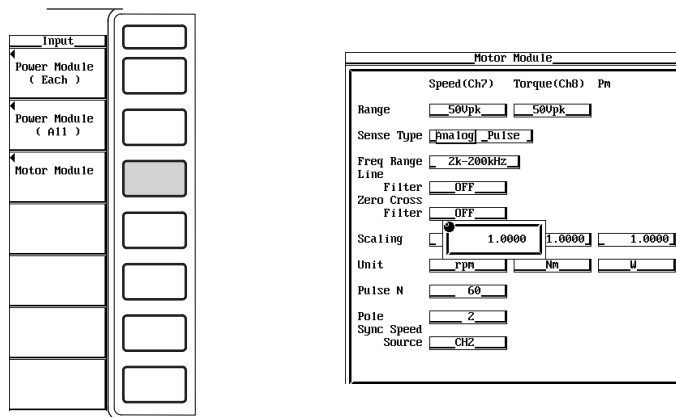 Input
Power Module
( Each )
Power Module
( All )
Motor Module
Motor Module
Speed(Ch7) Torque(Ch8) Pm
Range 50Vpk 50Vpk
Sense Type Analog Pulse
Freq Range 2k-200kHz
Line
Filter OFF
Zero Cross
Filter OFF
Scaling 1.0000 1.0000 1.0000
Unit rpm Nm W
Pulse N 60
Pole 2
Sync Speed
Source CH2